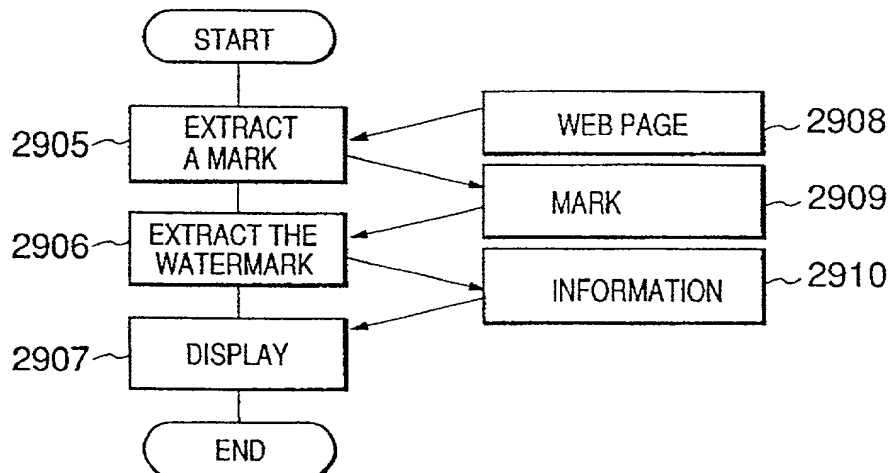 START
2905
EXTRACT
A MARK
WEB PAGE
2908
MARK
2909
2906
EXTRACT THE
WATERMARK
INFORMATION
2910
2907
DISPLAY
END